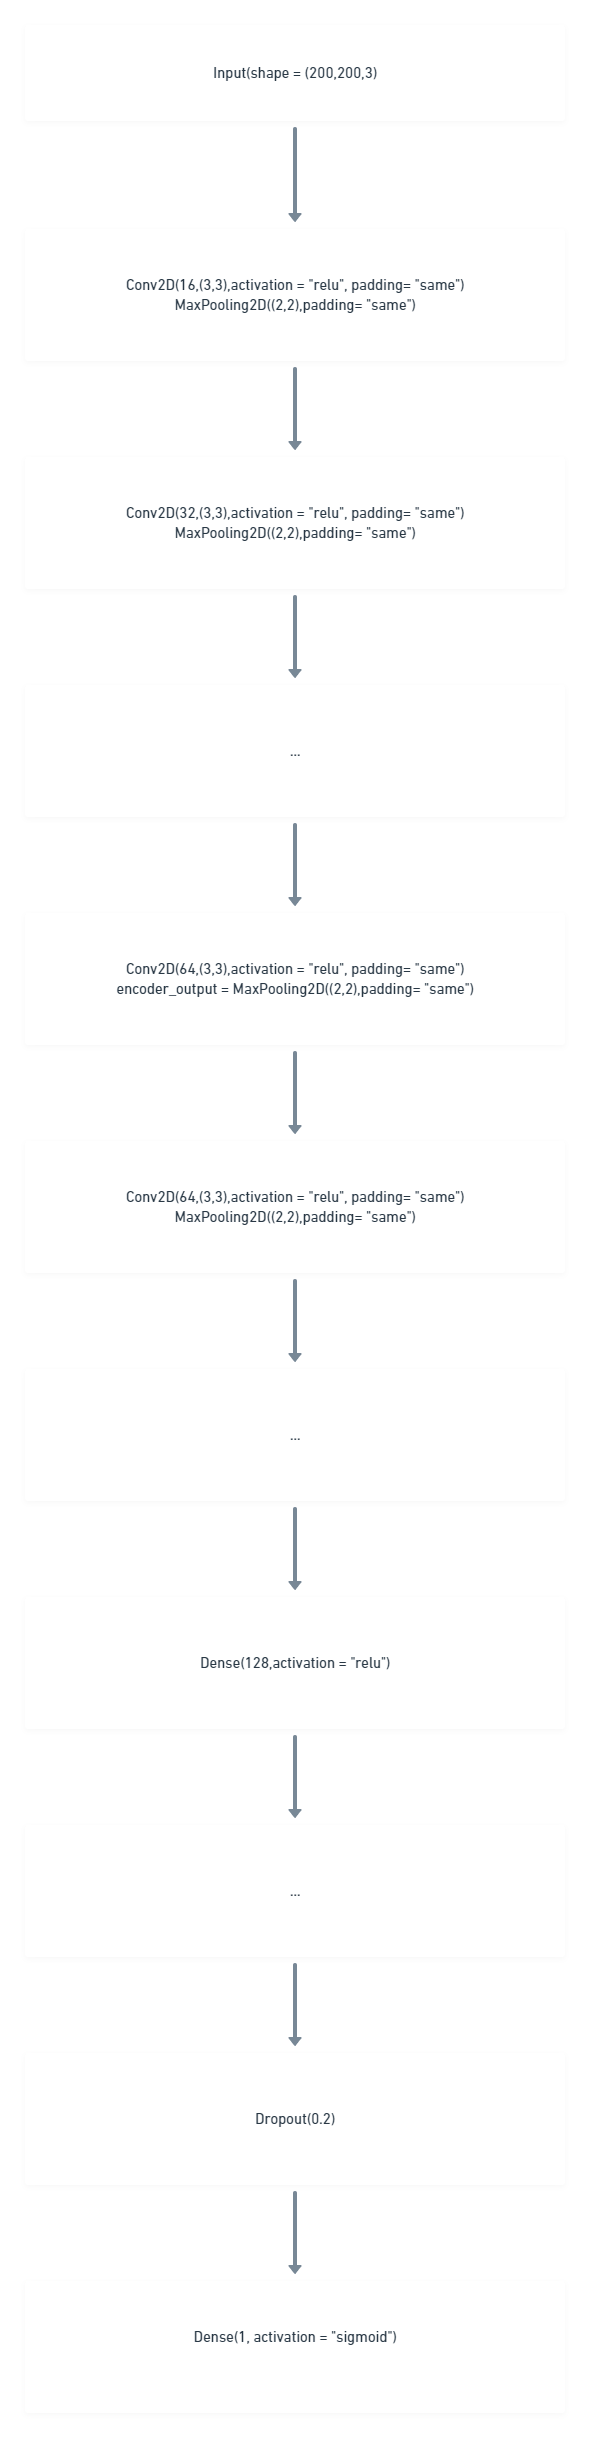 Input(shape = (200,200,3)
Conv2D(16,(3,3),activation = "relu", padding= "same")
MaxPooling2D((2,2),padding= "same")
Conv2D(32,(3,3),activation = "relu", padding= "same")
MaxPooling2D((2,2),padding= "same")
...
Conv2D(64,(3,3),activation = "relu", padding= "same")
encoder_output = MaxPooling2D((2,2),padding= "same")
Conv2D(64,(3,3),activation = "relu", padding= "same")
MaxPooling2D((2,2),padding= "same")
...
Dense(128,activation = "relu")
...
Dropout(0.2)
Dense(1, activation = "sigmoid")